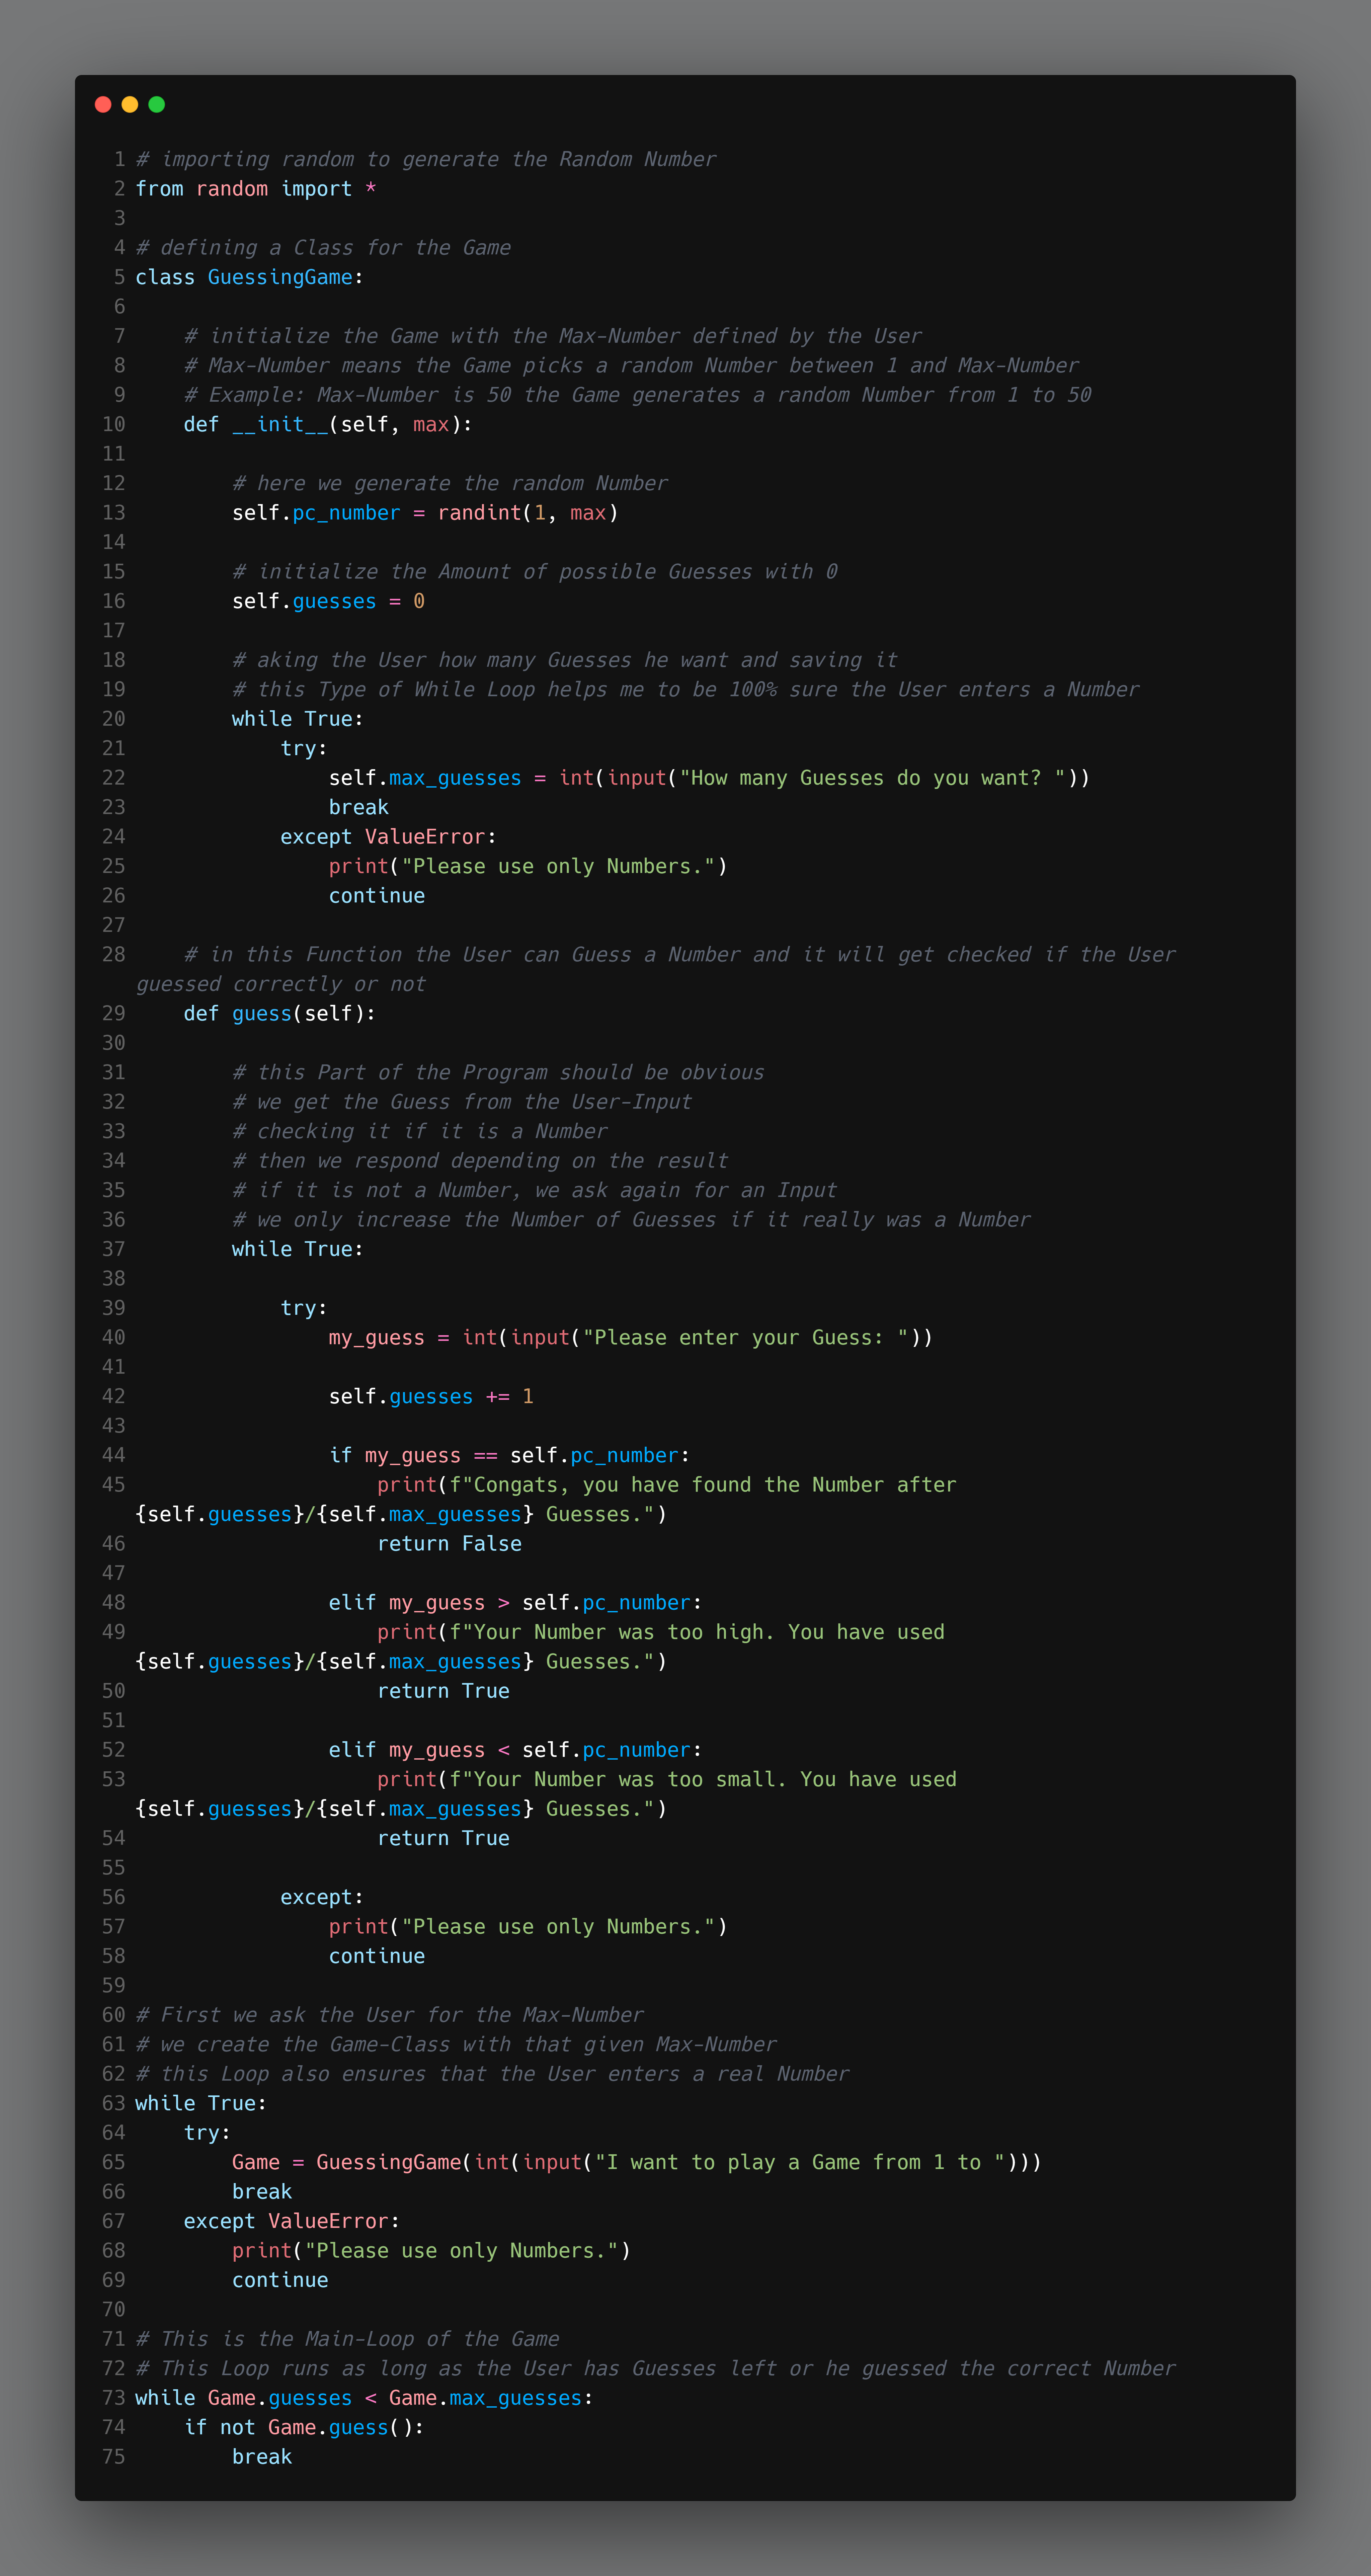 1 # importing random to generate the Random Number
2 from random import *
3
4 # defining a Class for the Game
5 class GuessingGame:
6
7     # initialize the Game with the Max-Number defined by the User
8     # Max-Number means the Game picks a random Number between 1 and Max-Number
9     # Example: Max-Number is 50 the Game generates a random Number from 1 to 50
10     def __init__(self, max):
11
12         # here we generate the random Number
13         self.pc_number = randint(1, max)
14
15         # initialize the Amount of possible Guesses with 0
16         self.guesses = 0
17
18         # aking the User how many Guesses he want and saving it
19         # this Type of While Loop helps me to be 100% sure the User enters a Number
20         while True:
21             try:
22                 self.max_guesses = int(input("How many Guesses do you want? "))
23                 break
24             except ValueError:
25                 print("Please use only Numbers.")
26                 continue
27
28     # in this Function the User can Guess a Number and it will get checked if the User
guessed correctly or not
29     def guess(self):
30
31         # this Part of the Program should be obvious
32         # we get the Guess from the User-Input
33         # checking it if it is a Number
34         # then we respond depending on the result
35         # if it is not a Number, we ask again for an Input
36         # we only increase the Number of Guesses if it really was a Number
37         while True:
38
39             try:
40                 my_guess = int(input("Please enter your Guess: "))
41
42                 self.guesses += 1
43
44                 if my_guess == self.pc_number:
45                     print(f"Congats, you have found the Number after
{self.guesses}/{self.max_guesses} Guesses.")
46                     return False
47
48                 elif my_guess > self.pc_number:
49                     print(f"Your Number was too high. You have used
{self.guesses}/{self.max_guesses} Guesses.")
50                     return True
51
52                 elif my_guess < self.pc_number:
53                     print(f"Your Number was too small. You have used
{self.guesses}/{self.max_guesses} Guesses.")
54                     return True
55
56             except:
57                 print("Please use only Numbers.")
58                 continue
59
60 # First we ask the User for the Max-Number
61 # we create the Game-Class with that given Max-Number
62 # this Loop also ensures that the User enters a real Number
63 while True:
64     try:
65         Game = GuessingGame(int(input("I want to play a Game from 1 to ")))
66         break
67     except ValueError:
68         print("Please use only Numbers.")
69         continue
70
71 # This is the Main-Loop of the Game
72 # This Loop runs as long as the User has Guesses left or he guessed the correct Number
73 while Game.guesses < Game.max_guesses:
74     if not Game.guess():
75         break